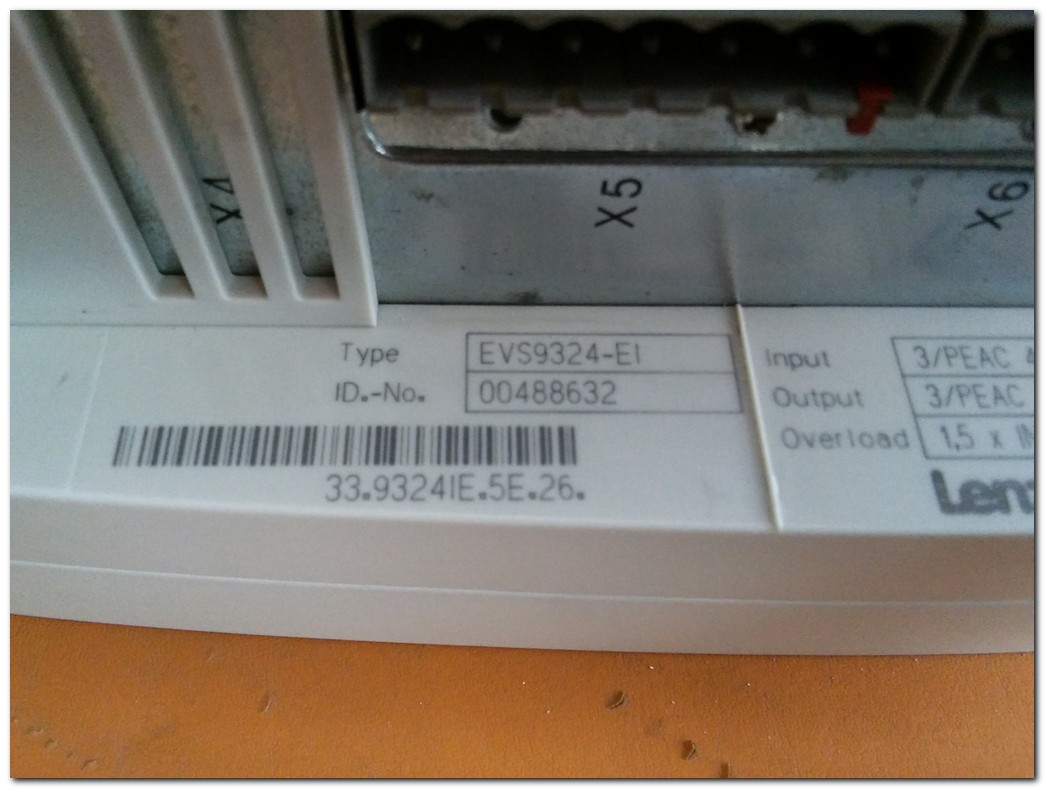 X4
X5
X6
Type EVS9324-EI
ID.-No. 00488632
33.9324IE.5E.26.
Input 3/PEAC
Output 3/PEAC
Overload 1,5 x
Len